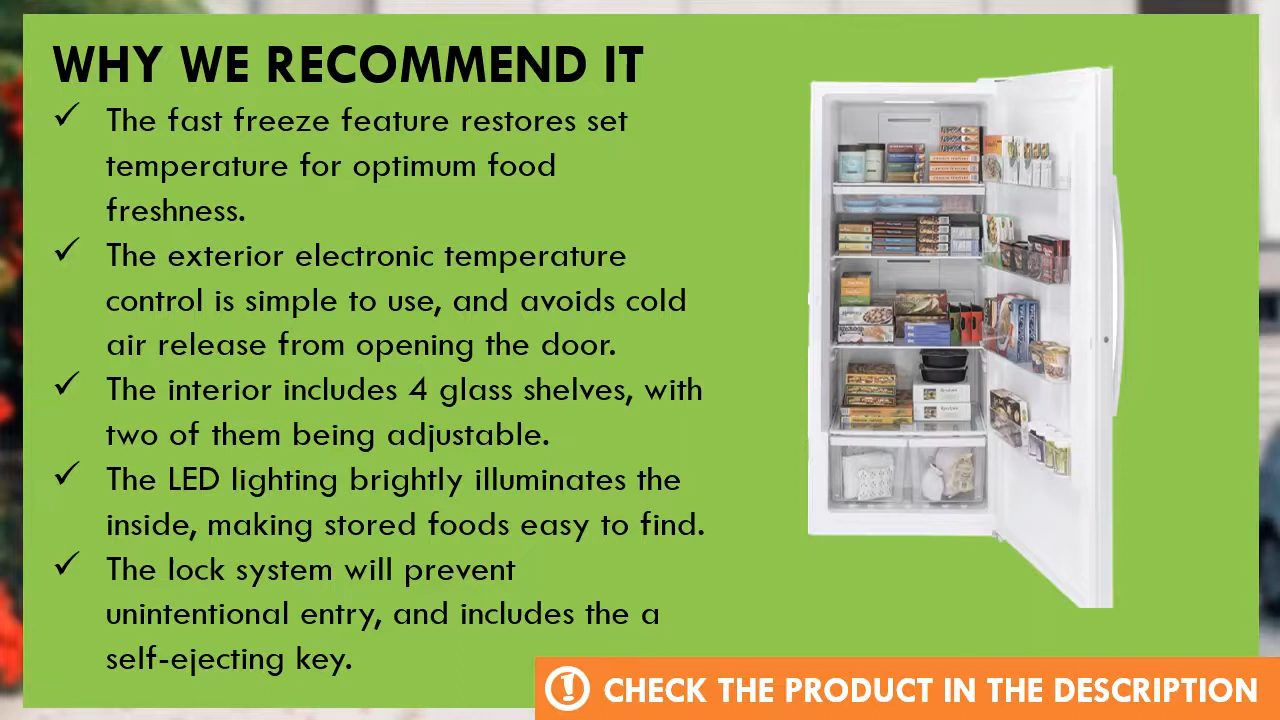 WHY WE RECOMMEND IT
✓ The fast freeze feature restores set
temperature for optimum food
freshness.
✓ The exterior electronic temperature
control is simple to use, and avoids cold
air release from opening the door.
✓ The interior includes 4 glass shelves, with
two of them being adjustable.
✓ The LED lighting brightly illuminates the
inside, making stored foods easy to find.
✓ The lock system will prevent
unintentional entry, and includes the a
self-ejecting key.
CHECK THE PRODUCT IN THE DESCRIPTION